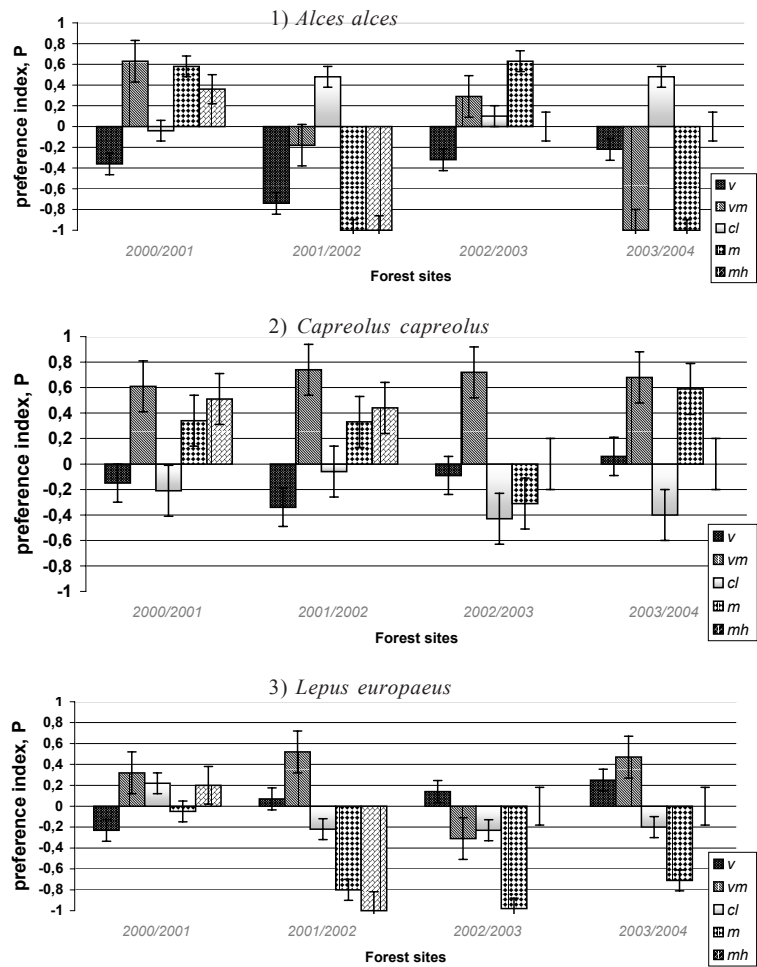 1) Alces alces
preference index, P
1
0,8
0,6
0,4
0,2
0
-0,2
-0,4
-0,6
-0,8
-1
2000/2001 2001/2002 2002/2003 2003/2004
Forest sites
v
vm
cl
m
mh
2) Capreolus capreolus
preference index, P
1
0,8
0,6
0,4
0,2
0
-0,2
-0,4
-0,6
-0,8
-1
2000/2001 2001/2002 2002/2003 2003/2004
Forest sites
v
vm
cl
m
mh
3) Lepus europaeus
preference index, P
1
0,8
0,6
0,4
0,2
0
-0,2
-0,4
-0,6
-0,8
-1
2000/2001 2001/2002 2002/2003 2003/2004
Forest sites
v
vm
cl
m
mh